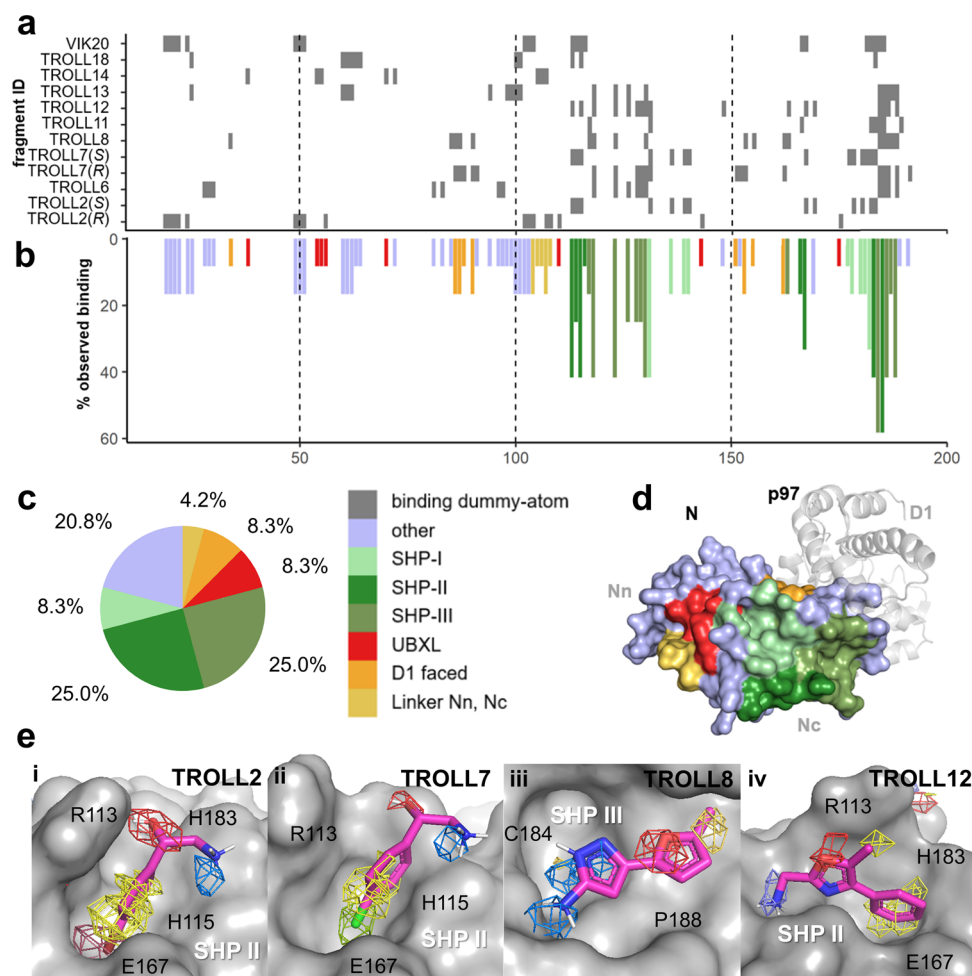 a
fragment ID
VIK20
TROLL18
TROLL14
TROLL13
TROLL12
TROLL11
TROLL8
TROLL7(S)
TROLL7(R)
TROLL6
TROLL2(S)
TROLL2(R)
b
% observed binding
0
20
40
60
50
100
150
200
c
4.2%
8.3%
8.3%
25.0%
25.0%
8.3%
20.8%
binding dummy-atom
other
SHP-I
SHP-II
SHP-III
UBXL
D1 faced
Linker Nn, Nc
d
p97
N
D1
Nn
Nc
e
i
TROLL2
R113
H183
H115
SHP II
E167
ii
TROLL7
R113
H115
SHP II
E167
iii
TROLL8
SHP III
C184
P188
iv
TROLL12
R113
H183
SHP II
E167